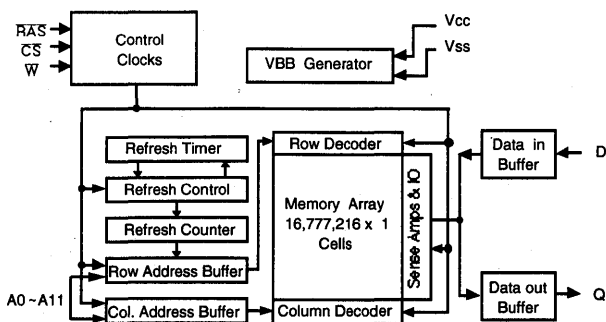 RAS
CS
W
Control
Clocks
VBB Generator
Vcc
Vss
Refresh Timer
Refresh Control
Refresh Counter
Row Address Buffer
Col. Address Buffer
A0~A11
Row Decoder
Memory Array
16,777,216 x 1
Cells
Column Decoder
Sense Amps & IO
Data in
Buffer
D
Data out
Buffer
Q